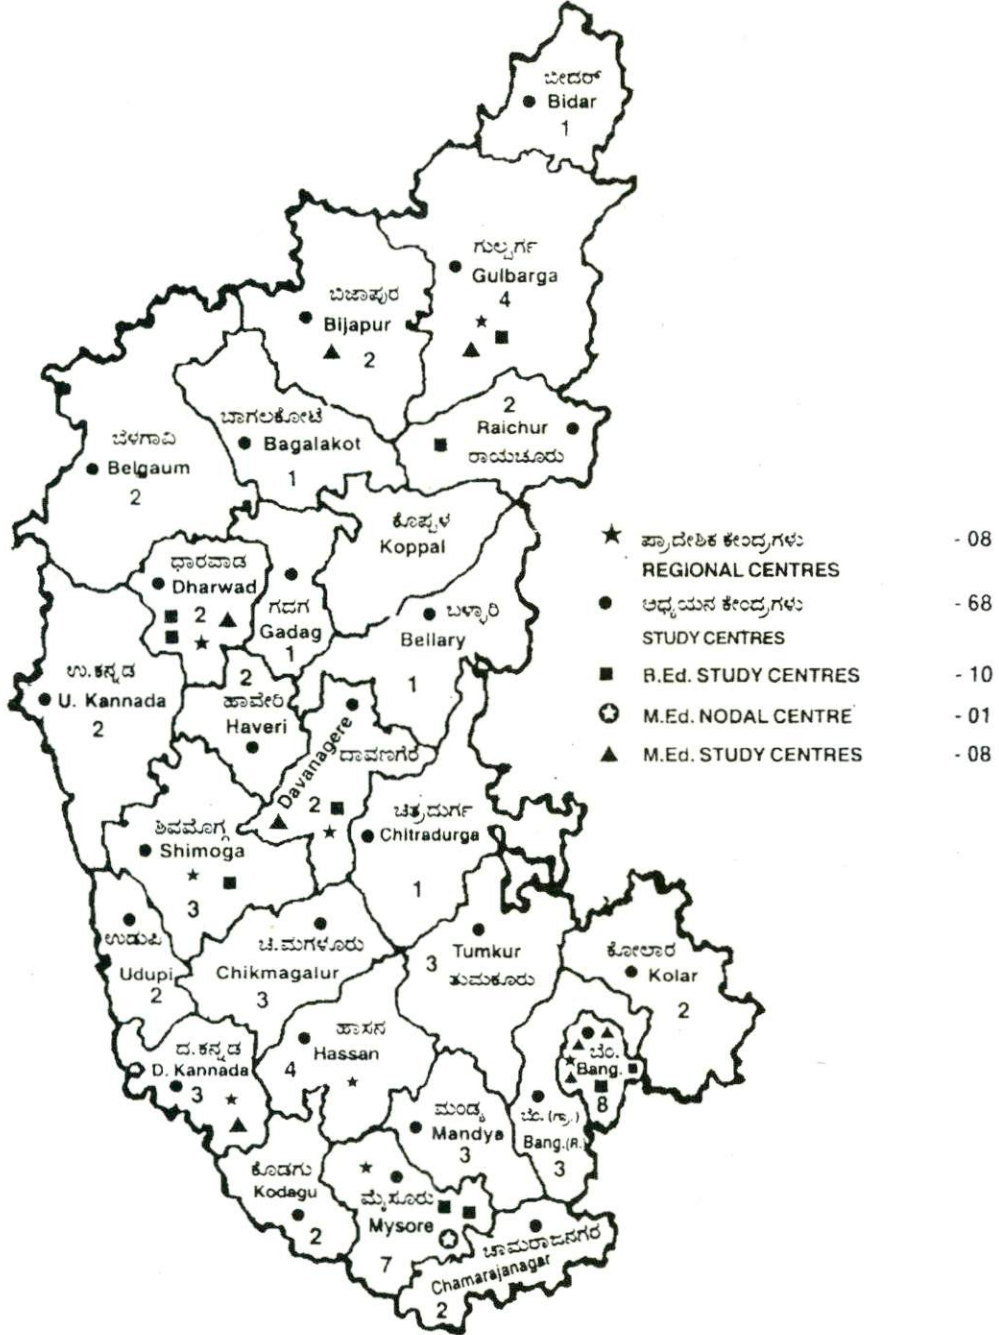 ಬೀದರ್
Bidar
1
ಗುಲ್ಬರ್ಗ
Gulbarga
4
ಬಿಜಾಪುರ
Bijapur
2
2
Raichur
ರಾಯಚೂರು
ಬಾಗಲಕೋಟೆ
Bagalakot
1
ಬೆಳಗಾವಿ
Belgaum
2
ಕೊಪ್ಪಳ
Koppal
ಧಾರವಾಡ
Dharwad
2
ಗದಗ
Gadag
1
ಬಳ್ಳಾರಿ
Bellary
1
ಉ.ಕನ್ನಡ
U. Kannada
2
2
ಹಾವೇರಿ
Haveri
ದಾವಣಗೆರೆ
Davanagere
2
ಚಿತ್ರದುರ್ಗ
Chitradurga
1
ಶಿವಮೊಗ್ಗ
Shimoga
3
ಉಡುಪಿ
Udupi
2
ಚಿ.ಮಗಳೂರು
Chikmagalur
3
Tumkur
3
ತುಮಕೂರು
ಕೋಲಾರ
Kolar
2
ಹಾಸನ
Hassan
4
ದ.ಕನ್ನಡ
D. Kannada
3
ಬೆಂ.
Bang.
8
ಬೆಂ.(ಗ್ರಾ.)
Bang.(R.)
3
ಮಂಡ್ಯ
Mandya
3
ಕೊಡಗು
Kodagu
2
ಮೈಸೂರು
Mysore
7
ಚಾಮರಾಜನಗರ
Chamarajanagar
2
ಪ್ರಾದೇಶಿಕ ಕೇಂದ್ರಗಳು - 08
REGIONAL CENTRES
ಅಧ್ಯಯನ ಕೇಂದ್ರಗಳು - 68
STUDY CENTRES
B.Ed. STUDY CENTRES - 10
M.Ed. NODAL CENTRE - 01
M.Ed. STUDY CENTRES - 08